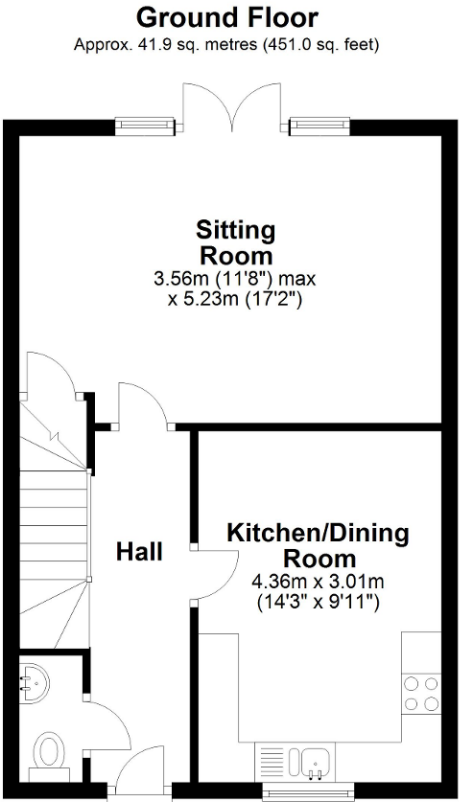 Ground Floor
Approx. 41.9 sq. metres (451.0 sq. feet)
Sitting
Room
3.56m (11'8") max
x 5.23m (17'2")
Hall
Kitchen/Dining
Room
4.36m x 3.01m
(14'3" x 9'11")